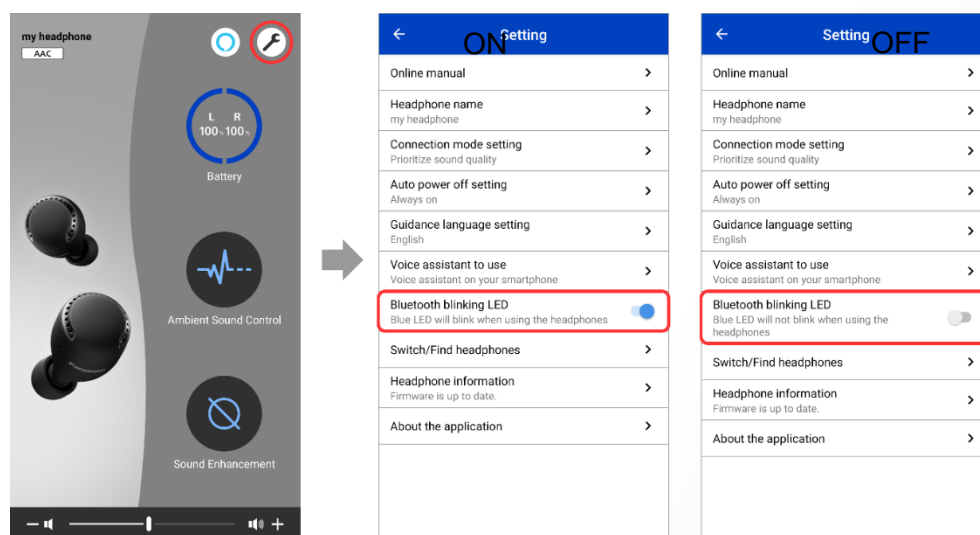 my headphone
AAC
L R
100% 100%
Battery
Ambient Sound Control
Sound Enhancement
ON
Setting
Online manual
Headphone name
my headphone
Connection mode setting
Prioritize sound quality
Auto power off setting
Always on
Guidance language setting
English
Voice assistant to use
Voice assistant on your smartphone
Bluetooth blinking LED
Blue LED will blink when using the headphones
Switch/Find headphones
Headphone information
Firmware is up to date.
About the application
Setting
OFF
Online manual
Headphone name
my headphone
Connection mode setting
Prioritize sound quality
Auto power off setting
Always on
Guidance language setting
English
Voice assistant to use
Voice assistant on your smartphone
Bluetooth blinking LED
Blue LED will not blink when using the
headphones
Switch/Find headphones
Headphone information
Firmware is up to date.
About the application